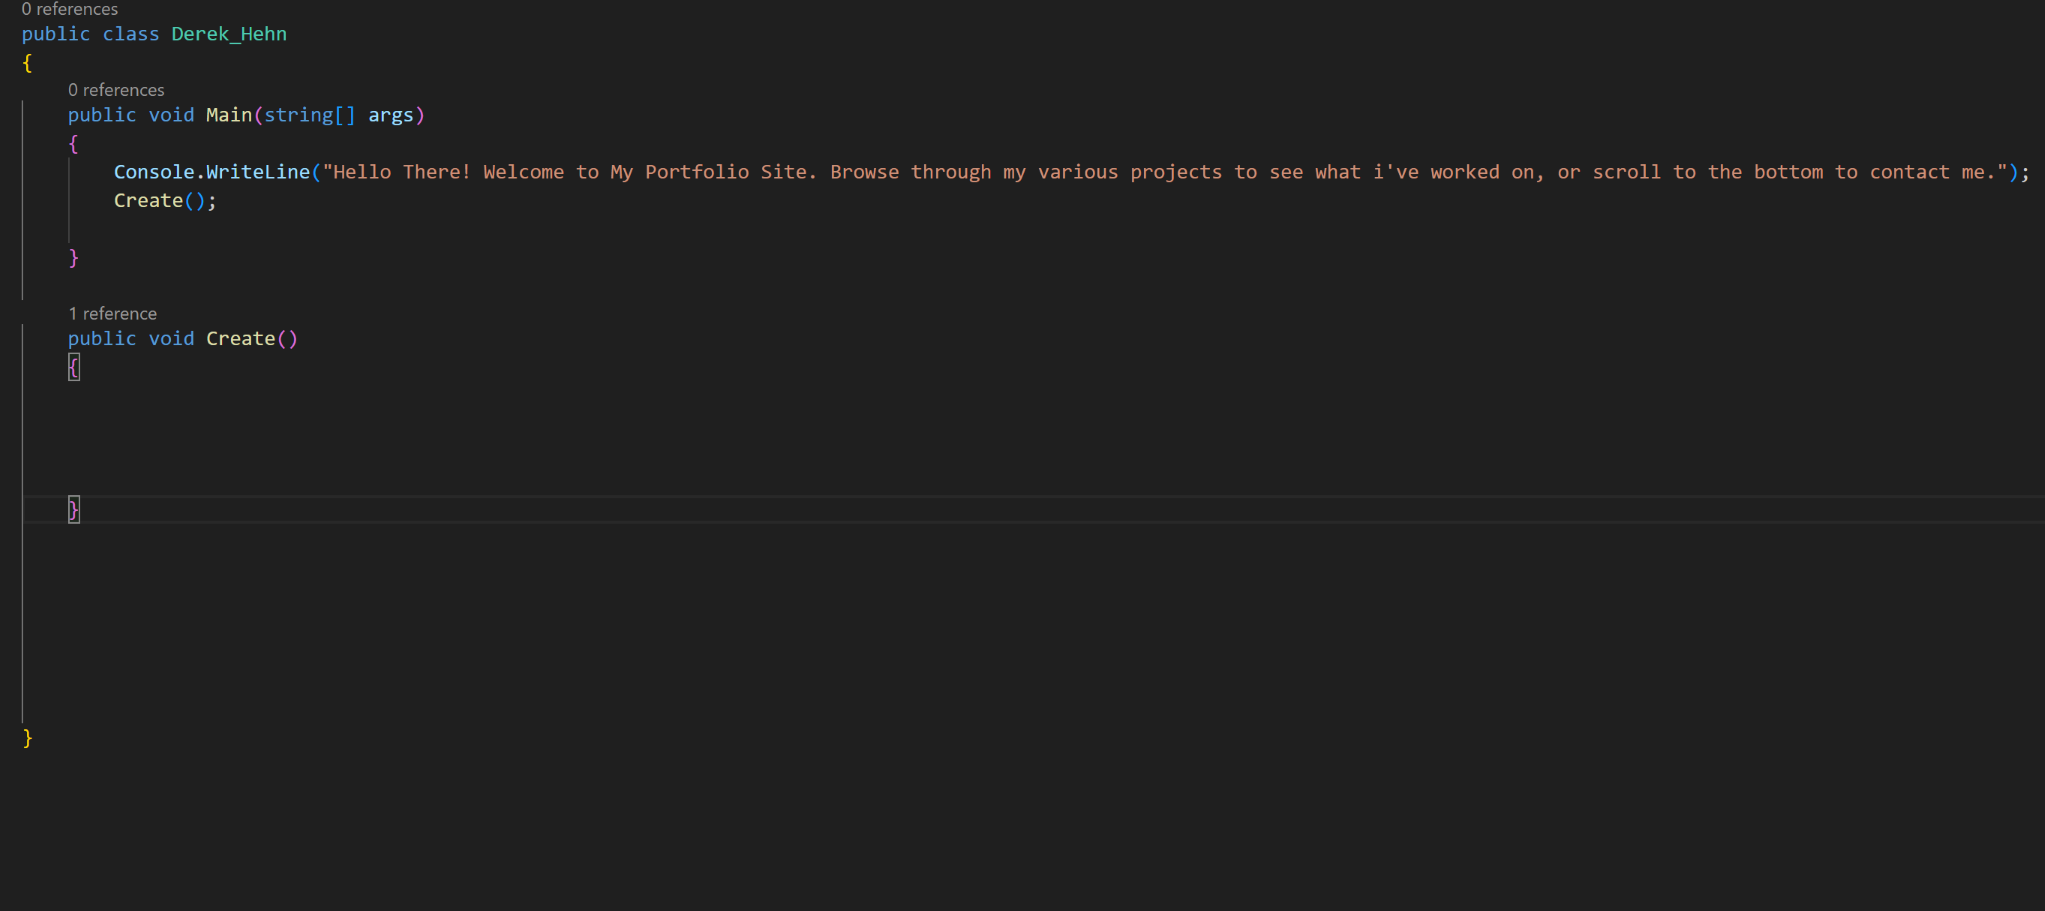 0 references
public class Derek_Hehn
{
0 references
public void Main(string[] args)
{
Console.WriteLine("Hello There! Welcome to My Portfolio Site. Browse through my various projects to see what i've worked on, or scroll to the bottom to contact me.");
Create();
}
1 reference
public void Create()
{
}
}